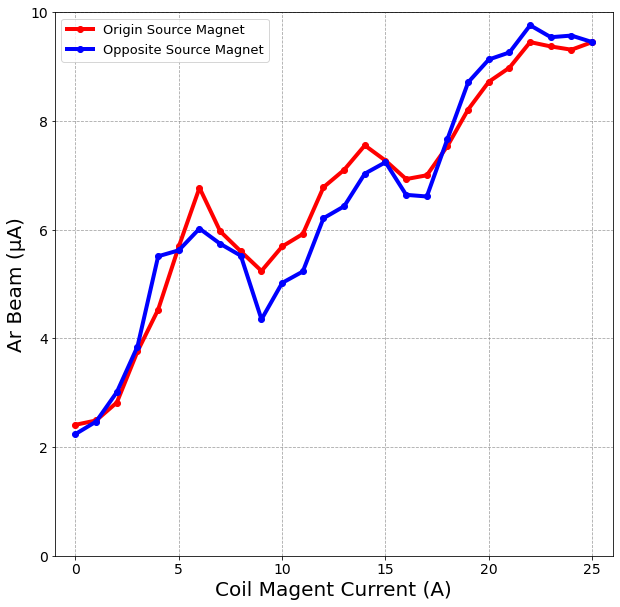 Origin Source Magnet
Opposite Source Magnet
10
8
6
4
2
0
Ar Beam (μA)
0 5 10 15 20 25
Coil Magent Current (A)